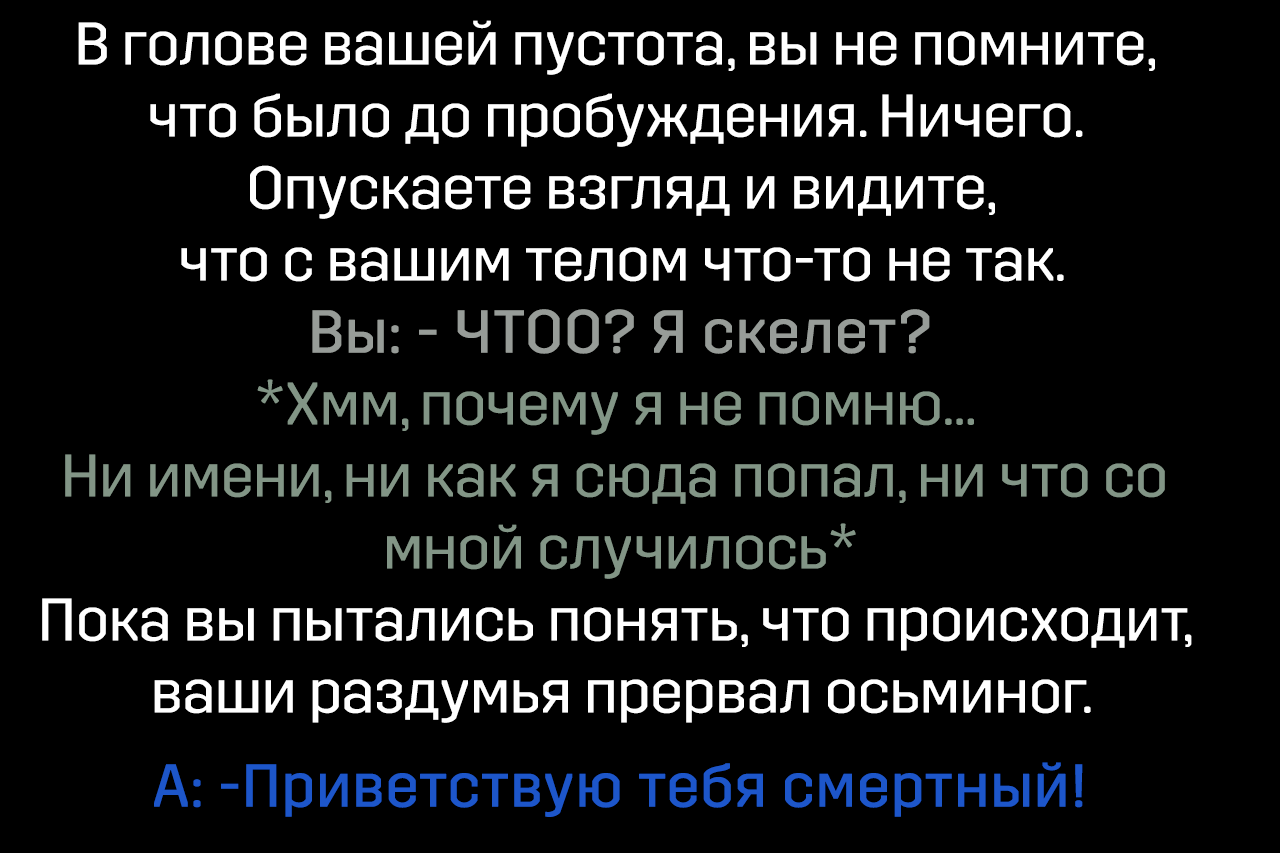 В голове вашей пустота, вы не помните,
что было до пробуждения. Ничего.
Опускаете взгляд и видите,
что с вашим телом что-то не так.
Вы: - ЧТОО? Я скелет?
*Хмм, почему я не помню...
Ни имени, ни как я сюда попал, ни что со
мной случилось*
Пока вы пытались понять, что происходит,
ваши раздумья прервал осьминог.
А: -Приветствую тебя смертный!